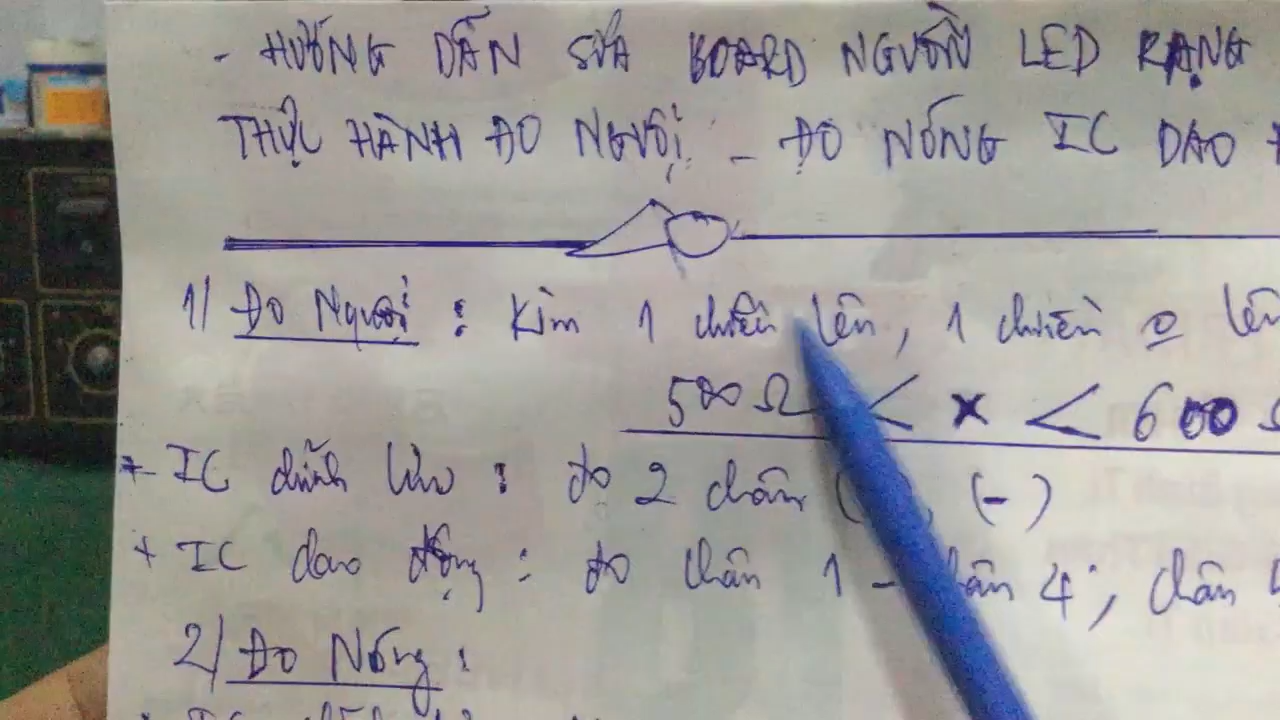 - HƯỚNG DẪN SỬA BOARD NGUỒN LED RẠNG
THỰC HÀNH ĐO NGUỘI - ĐO NÓNG IC DAO
1/ Đo Nguội : Kim 1 chiều lên, 1 chiều 0 lên
500Ω < x < 600
+ IC chỉnh lưu : đo 2 chân ( (-)
+ IC dao động : đo chân 1 - chân 4 ; chân
2/ Đo Nóng :